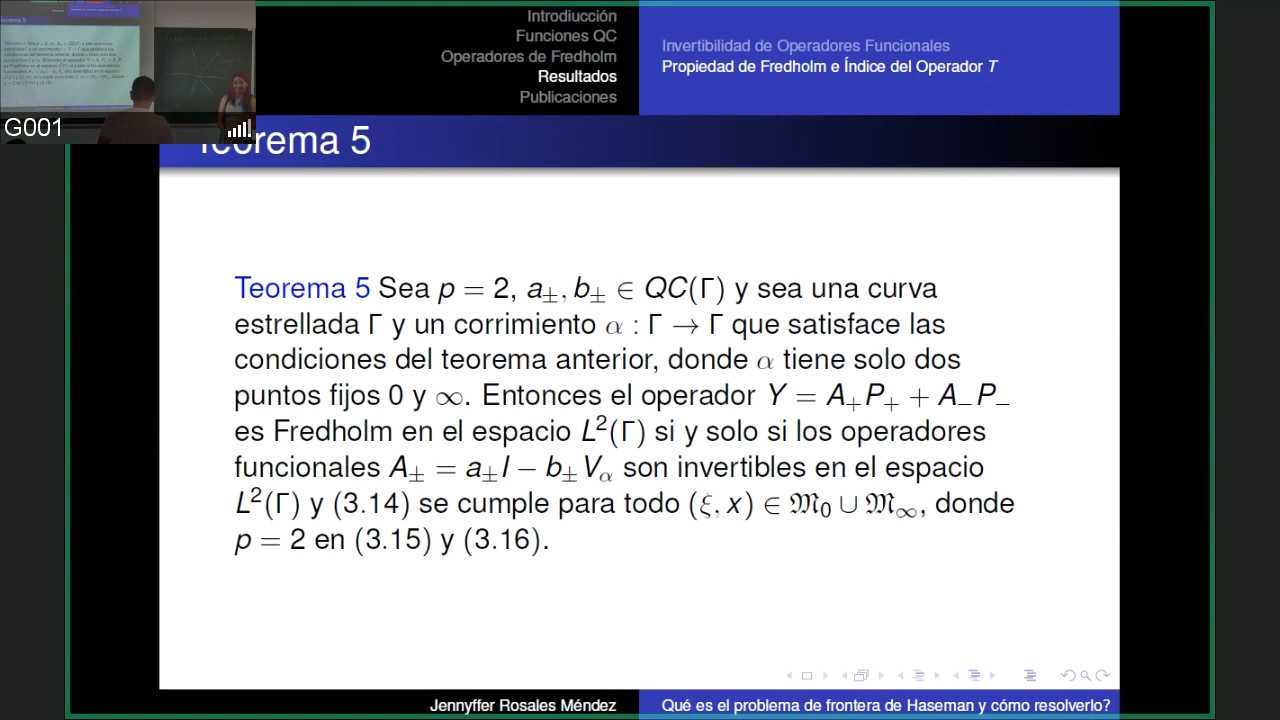 Introducción
Funciones QC
Operadores de Fredholm
Resultados
Publicaciones
Invertibilidad de Operadores Funcionales
Propiedad de Fredholm e Índice del Operador T
G001
Teorema 5
Teorema 5 Sea p = 2, a±, b± ∈ QC(Γ) y sea una curva
estrellada Γ y un corrimiento α : Γ → Γ que satisface las
condiciones del teorema anterior, donde α tiene solo dos
puntos fijos 0 y ∞. Entonces el operador Y = A₊P₊ + A₋P₋
es Fredholm en el espacio L²(Γ) si y solo si los operadores
funcionales A± = a±I − b±Vα son invertibles en el espacio
L²(Γ) y (3.14) se cumple para todo (ξ, x) ∈ 𝔐₀ ∪ 𝔐∞, donde
p = 2 en (3.15) y (3.16).
Jennyffer Rosales Méndez
Qué es el problema de frontera de Haseman y cómo resolverlo?